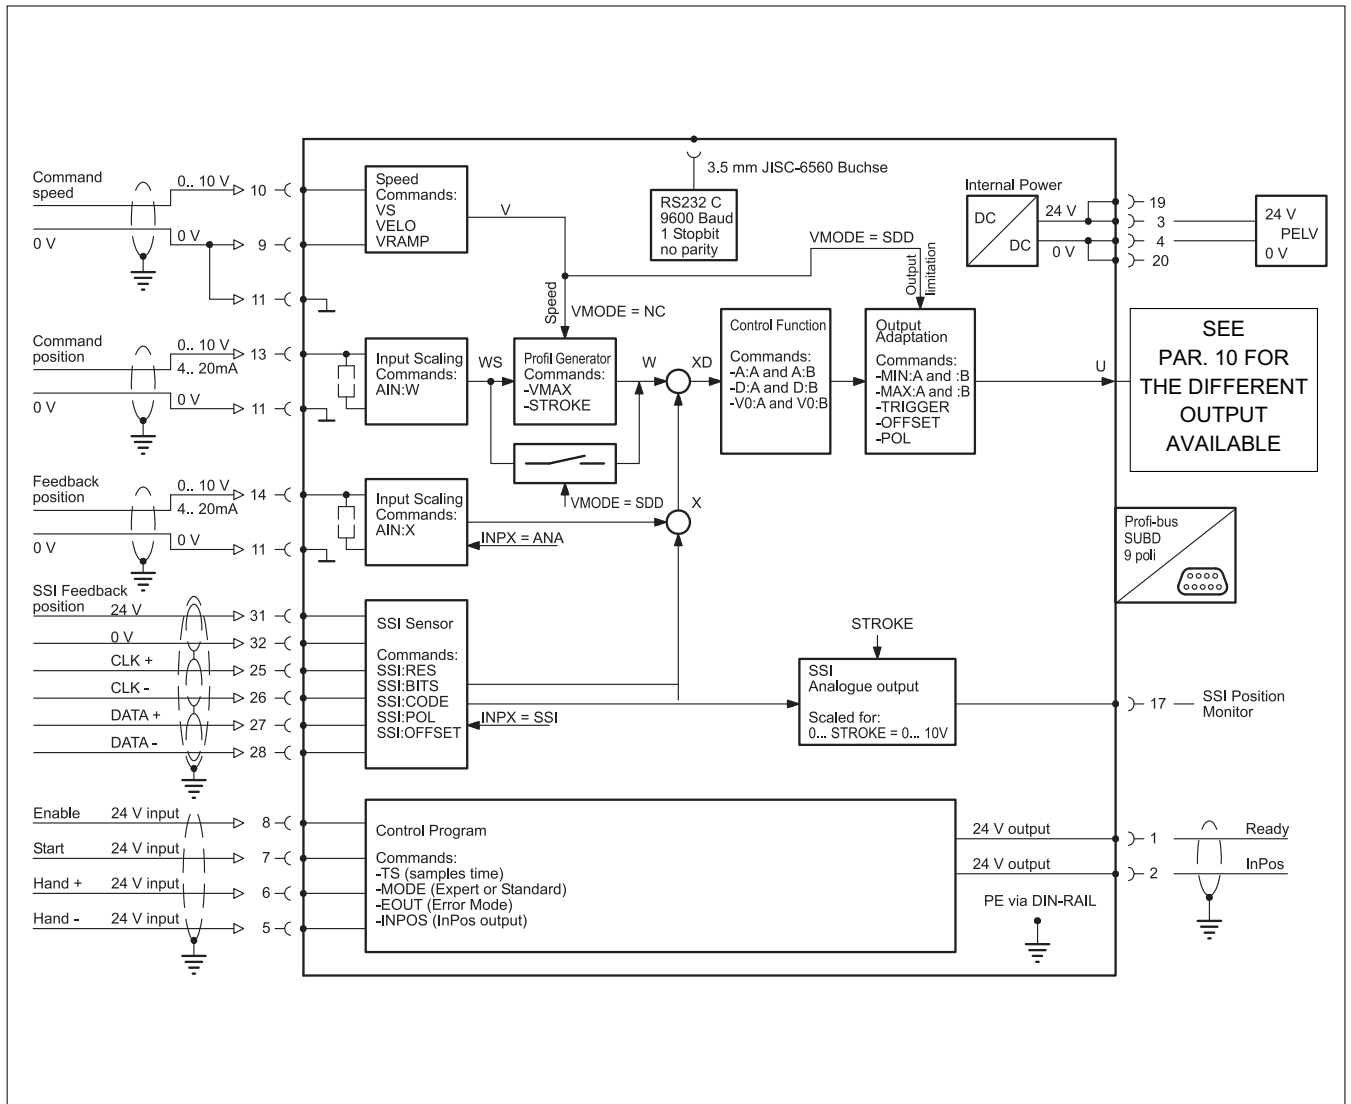 Command
speed
0.. 10 V
10
0 V
0 V
9
11
Speed
Commands:
VS
VELO
VRAMP
V
3.5 mm JISC-6560 Buchse
RS232 C
9600 Baud
1 Stopbit
no parity
VMODE = SDD
Output
limitation
Speed
VMODE = NC
Internal Power
DC
DC
24 V
0 V
19
3
4
20
24 V
PELV
0 V
Command
position
0.. 10 V
4.. 20mA
13
0 V
0 V
11
Input Scaling
Commands:
AIN:W
WS
Profil Generator
Commands:
-VMAX
-STROKE
W
XD
Control Function
Commands:
-A:A and A:B
-D:A and D:B
-V0:A and V0:B
Output
Adaptation
Commands:
-MIN:A and :B
-MAX:A and :B
-TRIGGER
-OFFSET
-POL
U
SEE
PAR. 10 FOR
THE DIFFERENT
OUTPUT
AVAILABLE
VMODE = SDD
X
Feedback
position
0.. 10 V
4.. 20mA
14
0 V
0 V
11
Input Scaling
Commands:
AIN:X
INPX = ANA
Profi-bus
SUBD
9 poli
SSI Feedback
position
24 V
31
0 V
32
CLK +
25
CLK -
26
DATA +
27
DATA -
28
SSI Sensor
Commands:
SSI:RES
SSI:BITS
SSI:CODE
SSI:POL
SSI:OFFSET
INPX = SSI
STROKE
SSI
Analogue output
Scaled for:
0... STROKE = 0... 10V
17
SSI Position
Monitor
Enable
24 V input
8
Start
24 V input
7
Hand +
24 V input
6
Hand -
24 V input
5
Control Program
Commands:
-TS (samples time)
-MODE (Expert or Standard)
-EOUT (Error Mode)
-INPOS (InPos output)
24 V output
1
Ready
24 V output
2
InPos
PE via DIN-RAIL